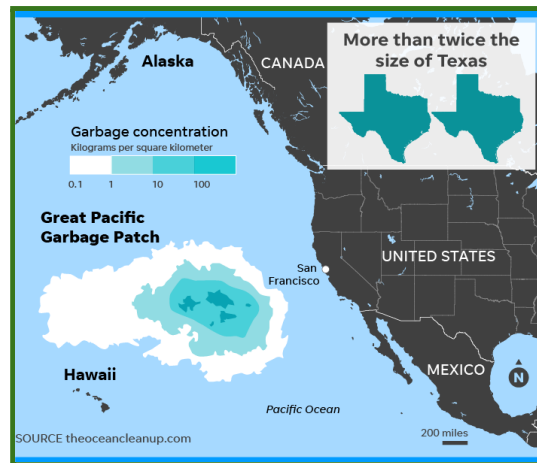 More than twice the
size of Texas
Alaska
CANADA
Garbage concentration
Kilograms per square kilometer
0.1 1 10 100
Great Pacific
Garbage Patch
San
Francisco
UNITED STATES
Hawaii
MEXICO
N
Pacific Ocean
SOURCE theoceancleanup.com
200 miles